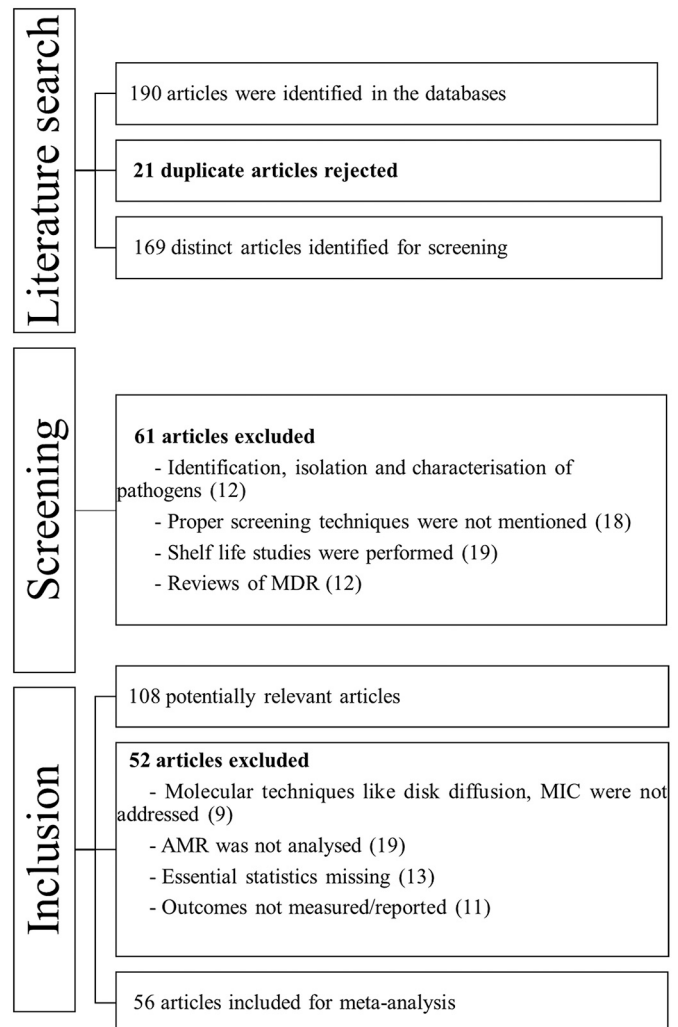 Literature search
190 articles were identified in the databases
21 duplicate articles rejected
169 distinct articles identified for screening
Screening
61 articles excluded
- Identification, isolation and characterisation of
pathogens (12)
- Proper screening techniques were not mentioned (18)
- Shelf life studies were performed (19)
- Reviews of MDR (12)
Inclusion
108 potentially relevant articles
52 articles excluded
- Molecular techniques like disk diffusion, MIC were not
addressed (9)
- AMR was not analysed (19)
- Essential statistics missing (13)
- Outcomes not measured/reported (11)
56 articles included for meta-analysis